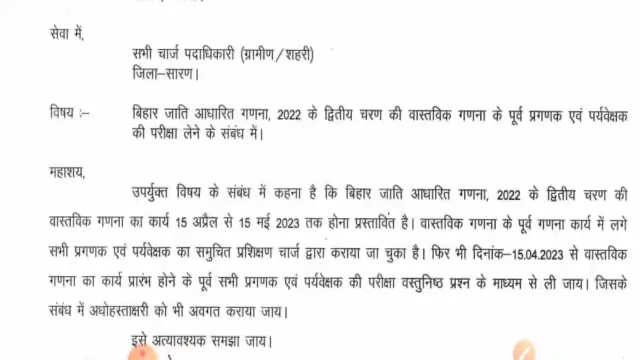 सेवा में,
सभी चार्ज पदाधिकारी (ग्रामीण/शहरी)
जिला–सारण।
विषय :– बिहार जाति आधारित गणना, 2022 के द्वितीय चरण की वास्तविक गणना के पूर्व प्रगणक एवं पर्यवेक्षक
की परीक्षा लेने के संबंध में।
महाशय,
उपर्युक्त विषय के संबंध में कहना है कि बिहार जाति आधारित गणना, 2022 के द्वितीय चरण की
वास्तविक गणना का कार्य 15 अप्रैल से 15 मई 2023 तक होना प्रस्तावित है। वास्तविक गणना के पूर्व गणना कार्य में लगे
सभी प्रगणक एवं पर्यवेक्षक का समुचित प्रशिक्षण चार्ज द्वारा कराया जा चुका है। फिर भी दिनांक–15.04.2023 से वास्तविक
गणना का कार्य प्रारंभ होने के पूर्व सभी प्रगणक एवं पर्यवेक्षक की परीक्षा वस्तुनिष्ठ प्रश्न के माध्यम से ली जाय। जिसके
संबंध में अधोहस्ताक्षरी को भी अवगत कराया जाय।
इसे अत्यावश्यक समझा जाय।